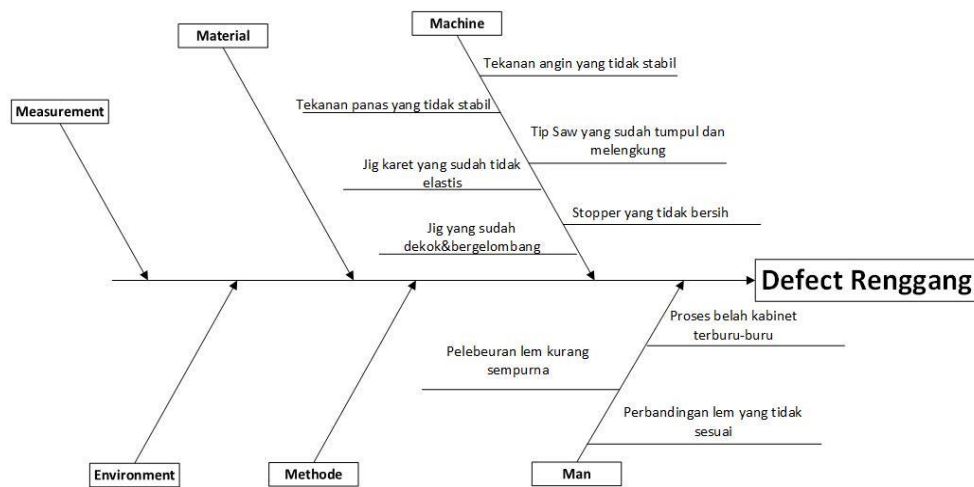 Machine
Material
Measurement
Tekanan angin yang tidak stabil
Tekanan panas yang tidak stabil
Tip Saw yang sudah tumpul dan
melengkung
Jig karet yang sudah tidak
elastis
Stopper yang tidak bersih
Jig yang sudah
dekok&bergelombang
Defect Renggang
Proses belah kabinet
terburu-buru
Pelebeuran lem kurang
sempurna
Perbandingan lem yang tidak
sesuai
Environment
Methode
Man